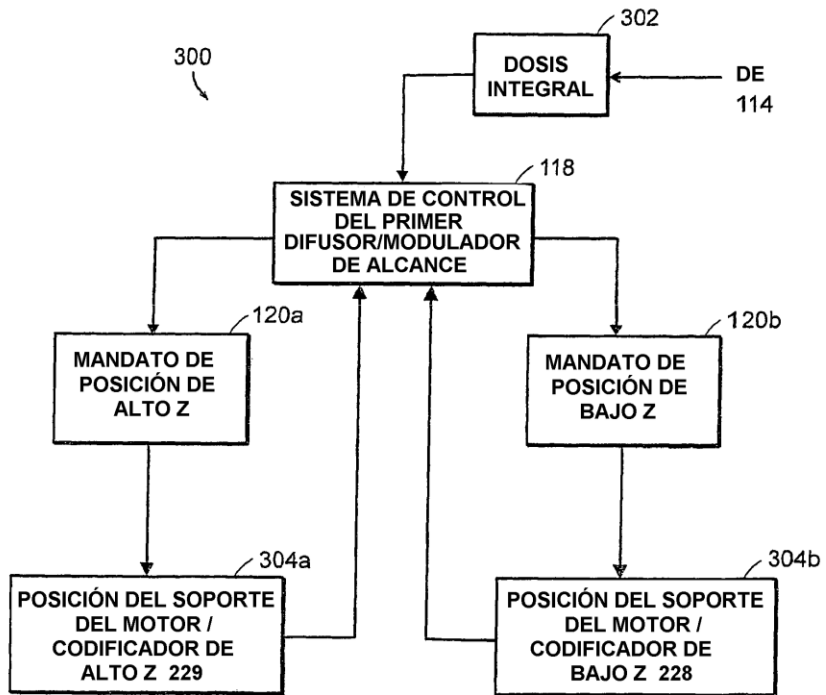 302
300
DOSIS
INTEGRAL
DE
114
118
SISTEMA DE CONTROL
DEL PRIMER
DIFUSOR/MODULADOR
DE ALCANCE
120a
MANDATO DE
POSICIÓN DE
ALTO Z
120b
MANDATO DE
POSICIÓN DE
BAJO Z
304a
POSICIÓN DEL SOPORTE
DEL MOTOR /
CODIFICADOR DE
ALTO Z 229
304b
POSICIÓN DEL SOPORTE
DEL MOTOR /
CODIFICADOR DE
BAJO Z 228